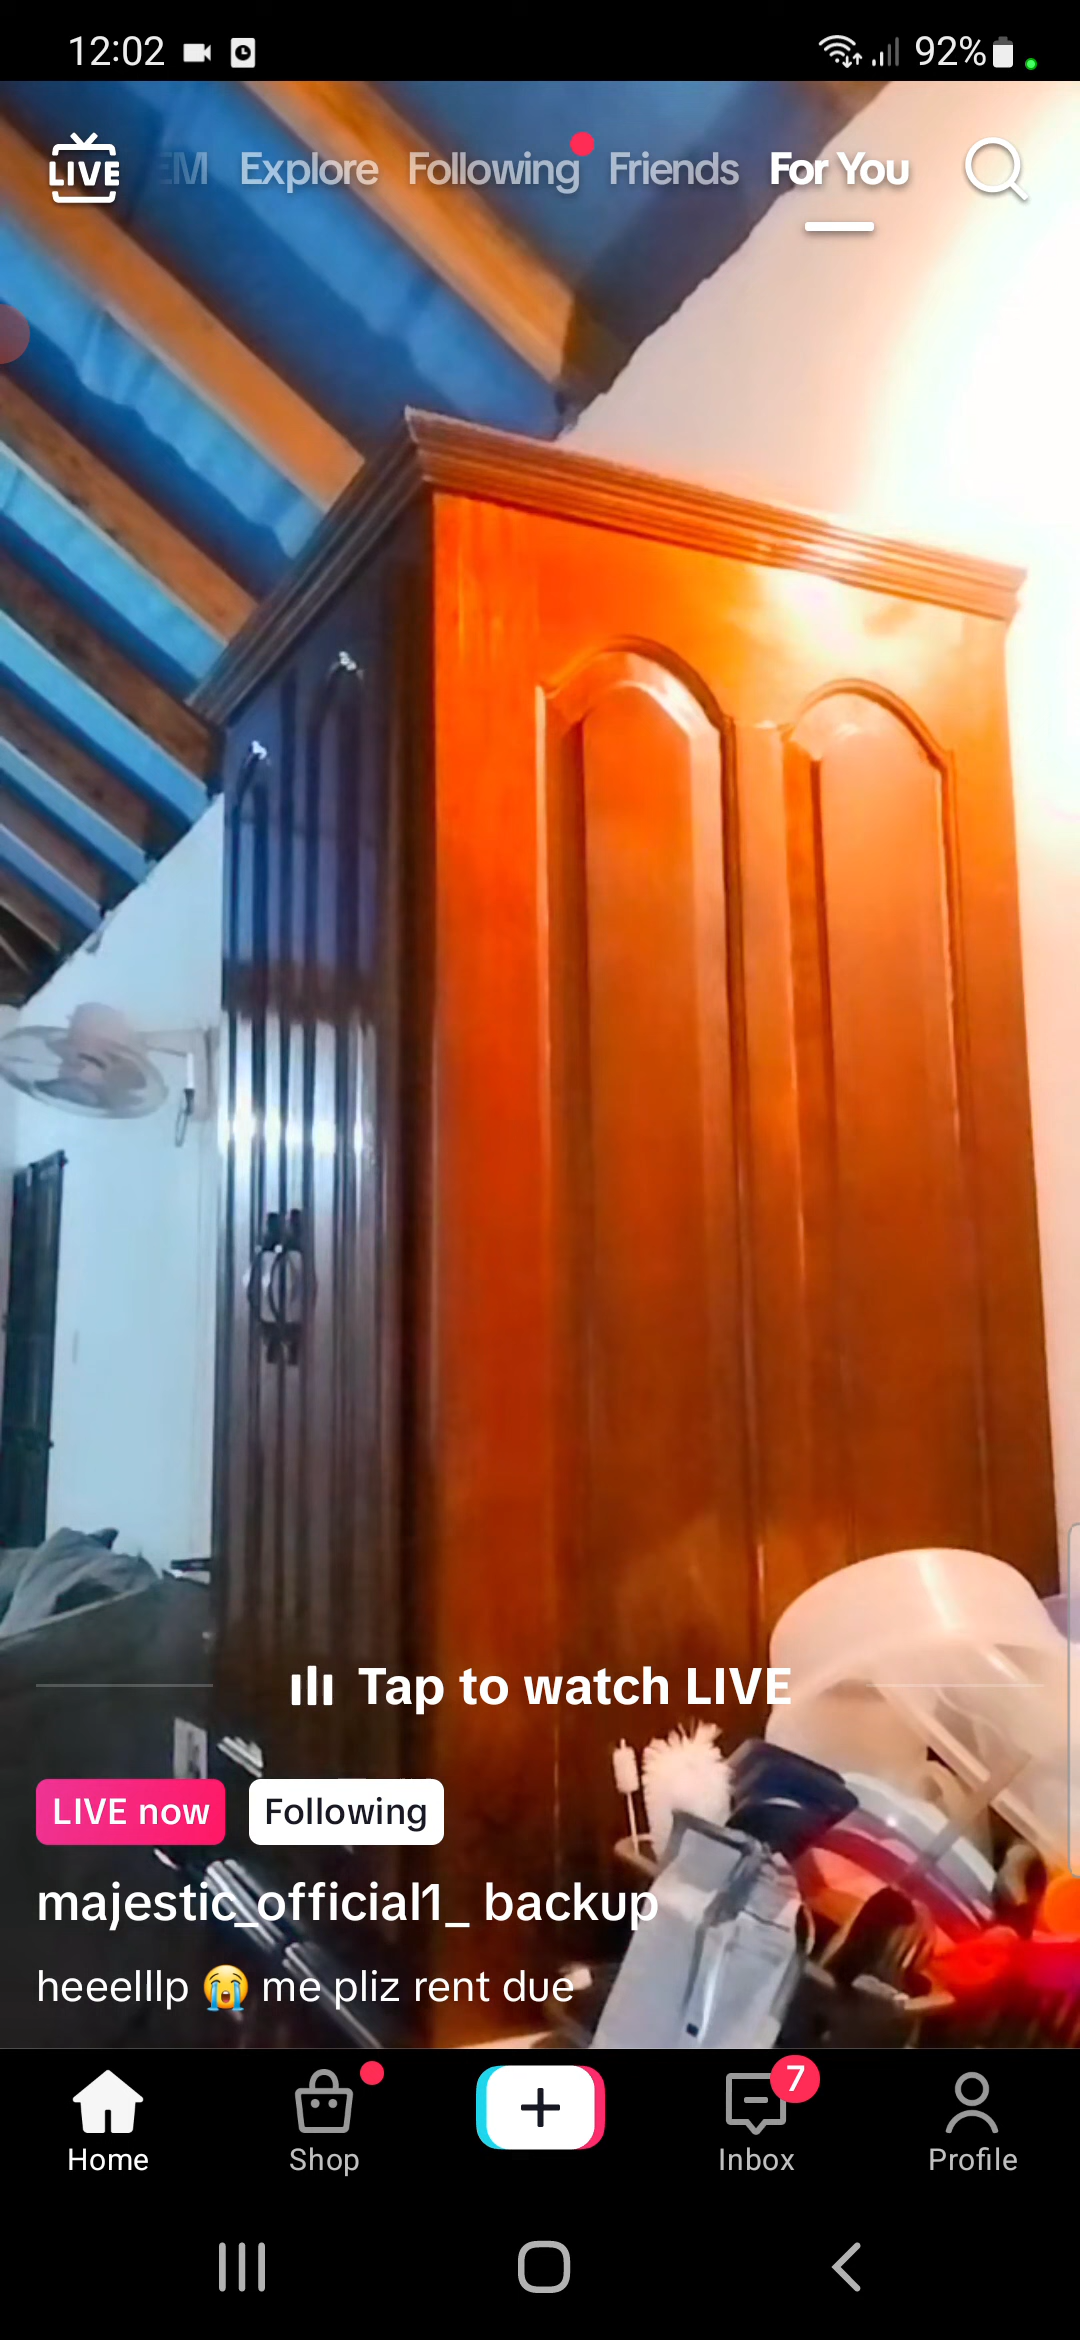 12:02 92%
LIVE EM Explore Following Friends For You
Tap to watch LIVE
LIVE now Following
majestic_official1_ backup
heeelllp 😭 me pliz rent due
7
Home Shop Inbox Profile